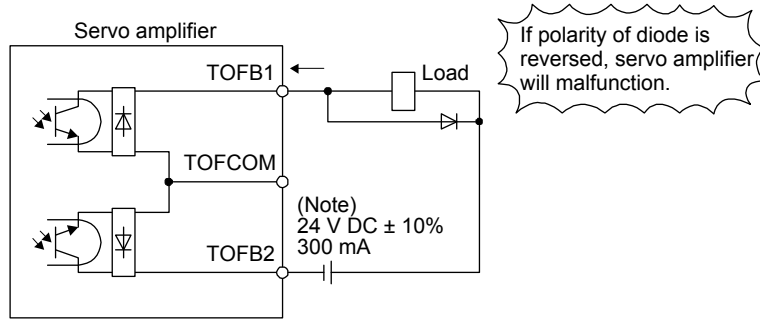 Servo amplifier
TOFB1
Load
If polarity of diode is
reversed, servo amplifier
will malfunction.
TOFCOM
(Note)
24 V DC ± 10%
300 mA
TOFB2